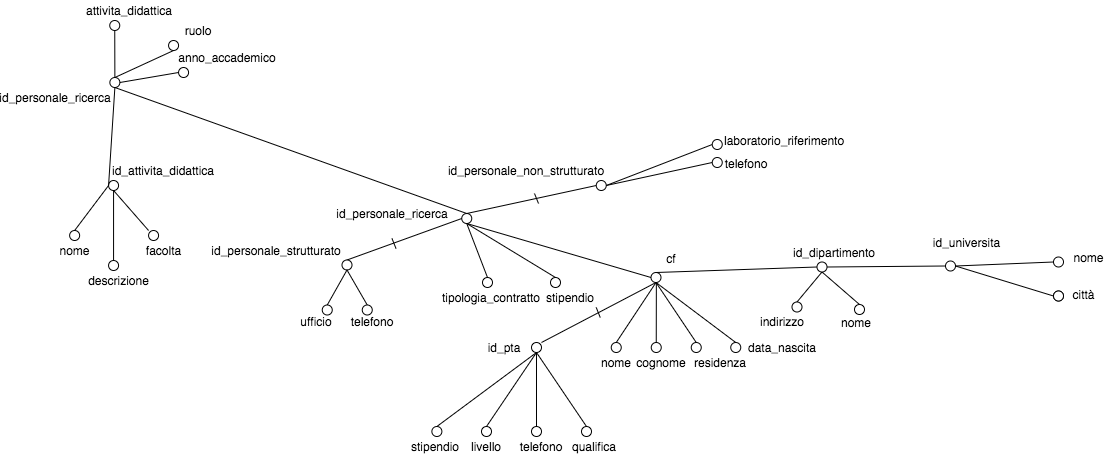 attivita_didattica
ruolo
anno_accademico
id_personale_ricerca
laboratorio_riferimento
id_personale_non_strutturato
telefono
id_attivita_didattica
id_personale_ricerca
nome
facolta
descrizione
id_personale_strutturato
cf
id_dipartimento
id_universita
nome
città
tipologia_contratto
stipendio
ufficio
telefono
indirizzo
nome
id_pta
nome
cognome
residenza
data_nascita
stipendio
livello
telefono
qualifica